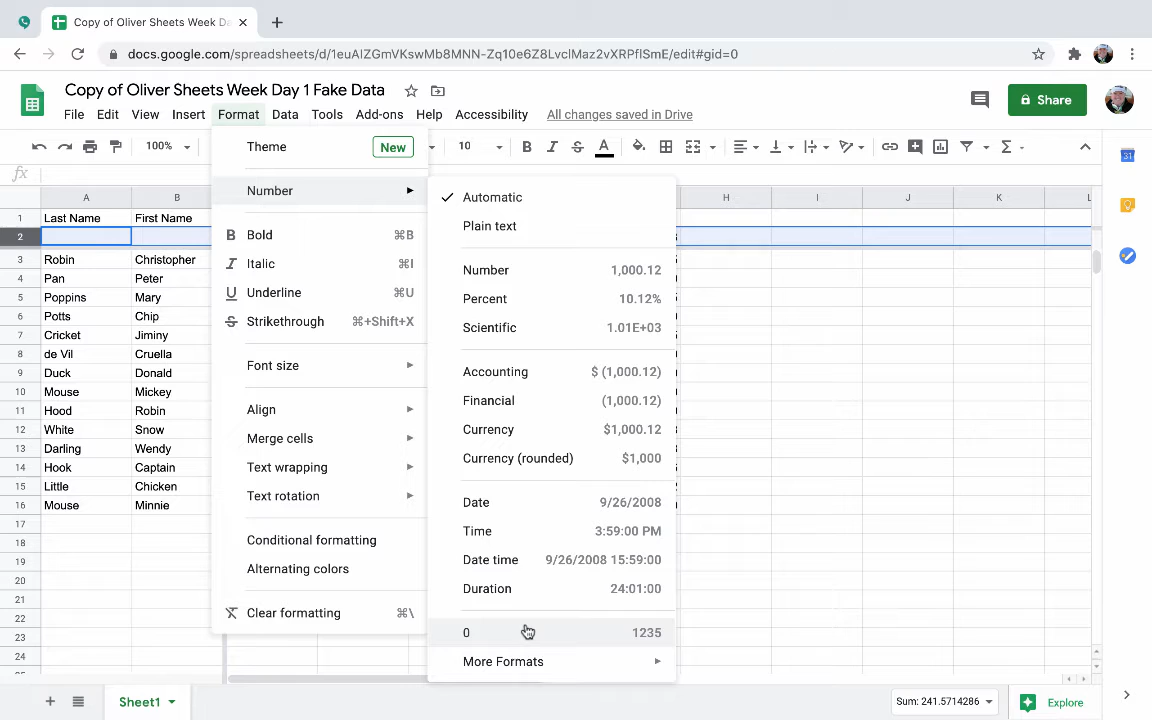 Copy of Oliver Sheets Week Da
docs.google.com/spreadsheets/d/1euAIZGmVKswMb8MNN-Zq10e6Z8LvclMaz2vXRPflSmE/edit#gid=0
Copy of Oliver Sheets Week Day 1 Fake Data
Share
File Edit View Insert Format Data Tools Add-ons Help Accessibility All changes saved in Drive
100% Theme New 10
fx
A B H I J K L
1 Last Name First Name
2
3 Robin Christopher
4 Pan Peter
5 Poppins Mary
6 Potts Chip
7 Cricket Jiminy
8 de Vil Cruella
9 Duck Donald
10 Mouse Mickey
11 Hood Robin
12 White Snow
13 Darling Wendy
14 Hook Captain
15 Little Chicken
16 Mouse Minnie
17
18
19
20
21
22
23
24
Number
Bold ⌘B
Italic ⌘I
Underline ⌘U
Strikethrough ⌘+Shift+X
Font size
Align
Merge cells
Text wrapping
Text rotation
Conditional formatting
Alternating colors
Clear formatting ⌘\
Automatic
Plain text
Number 1,000.12
Percent 10.12%
Scientific 1.01E+03
Accounting $ (1,000.12)
Financial (1,000.12)
Currency $1,000.12
Currency (rounded) $1,000
Date 9/26/2008
Time 3:59:00 PM
Date time 9/26/2008 15:59:00
Duration 24:01:00
0 1235
More Formats
31
Sheet1
Sum: 241.5714286
Explore